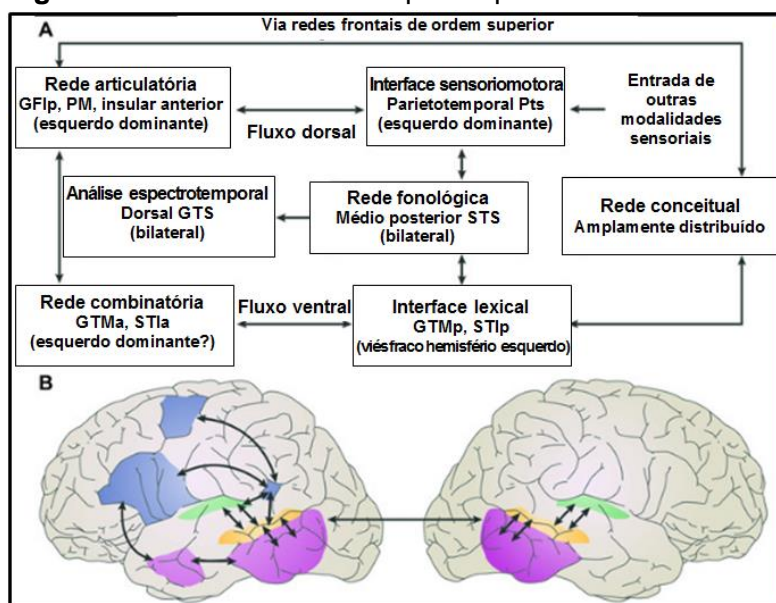 A
Via redes frontais de ordem superior
Rede articulatória
GFIp, PM, insular anterior
(esquerdo dominante)
Fluxo dorsal
Interface sensoriomotora
Parietotemporal Pts
(esquerdo dominante)
Entrada de
outras
modalidades
sensoriais
Análise espectrotemporal
Dorsal GTS
(bilateral)
Rede fonológica
Médio posterior STS
(bilateral)
Rede conceitual
Amplamente distribuído
Rede combinatória
GTMa, STIa
(esquerdo dominante?)
Fluxo ventral
Interface lexical
GTMp, STIp
(viésfraco hemisfério esquerdo)
B